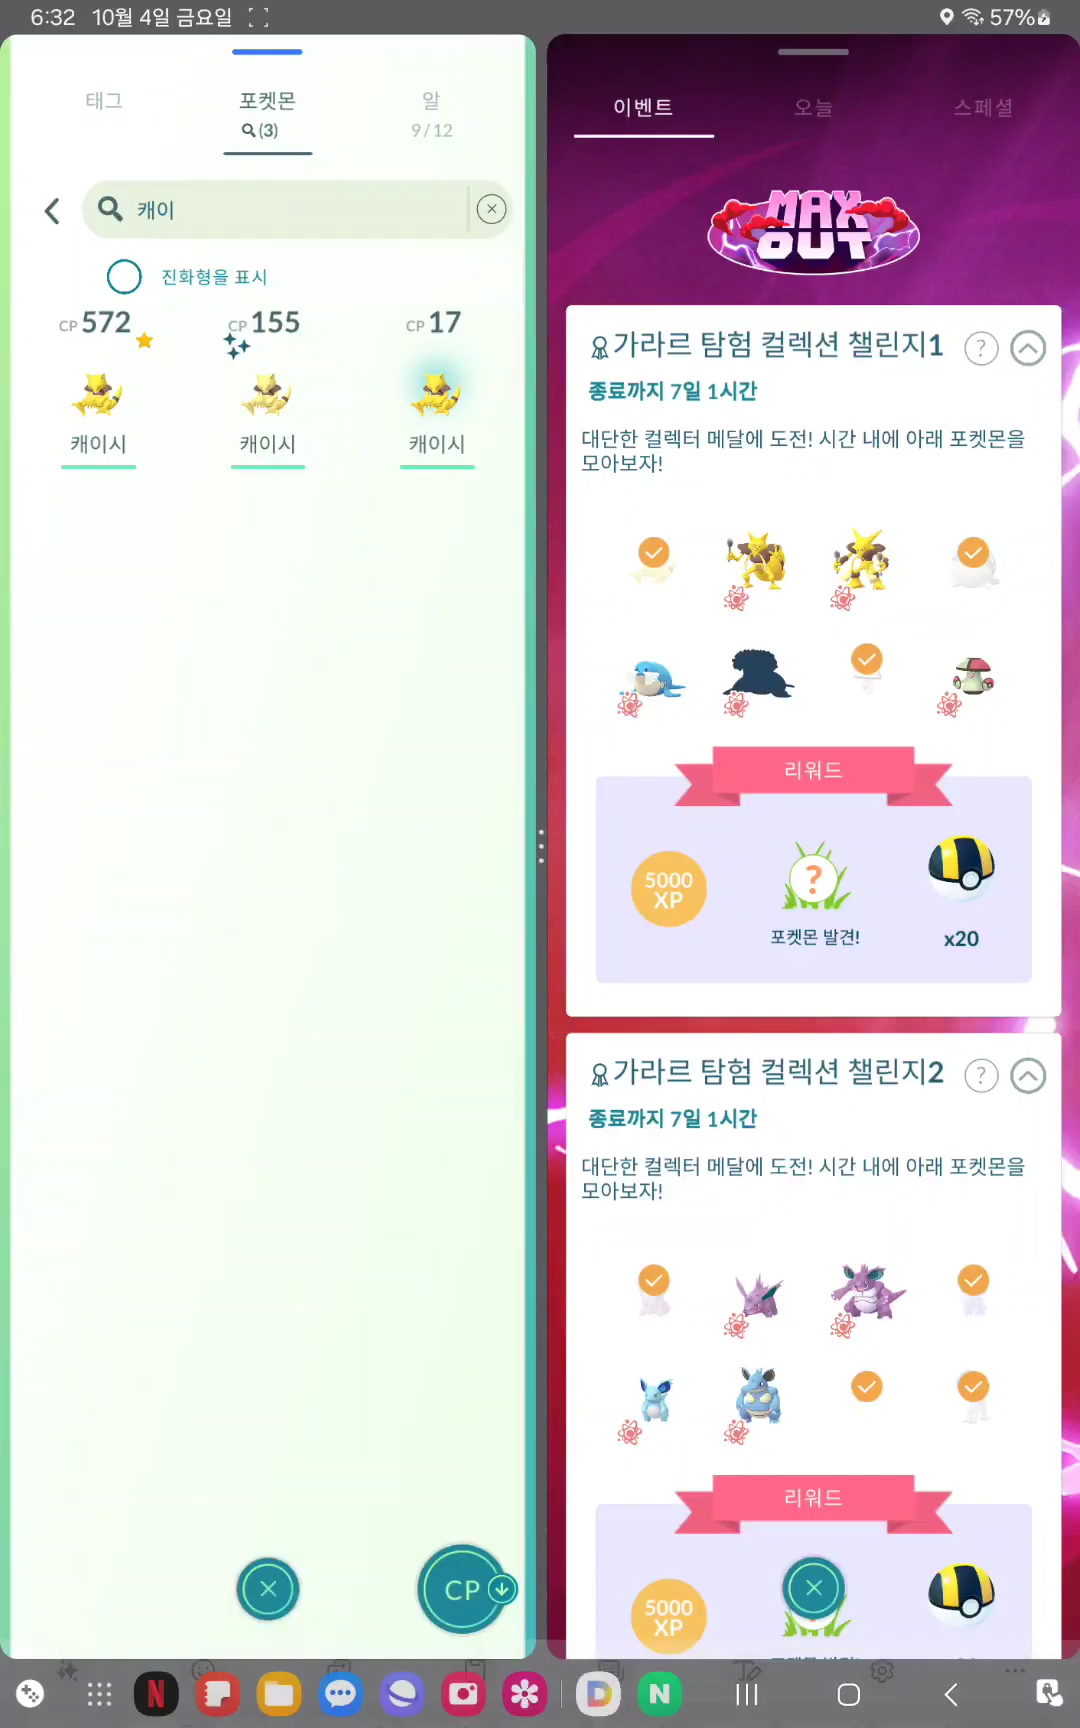 6:32 10월 4일 금요일
57%
태그
포켓몬
(3)
알
9/12
캐이
진화형을 표시
CP 572
CP 155
CP 17
캐이시
캐이시
캐이시
CP
이벤트
오늘
스페셜
MAX
OUT
가라르 탐험 컬렉션 챌린지1
?
종료까지 7일 1시간
대단한 컬렉터 메달에 도전! 시간 내에 아래 포켓몬을
모아보자!
리워드
5000
XP
?
포켓몬 발견!
x20
가라르 탐험 컬렉션 챌린지2
?
종료까지 7일 1시간
대단한 컬렉터 메달에 도전! 시간 내에 아래 포켓몬을
모아보자!
리워드
5000
XP
N
D
N